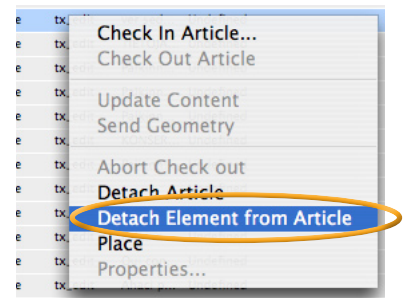 Check In Article...
Check Out Article
Update Content
Send Geometry
Abort Check out
Detach Article
Detach Element from Article
Place
Properties...